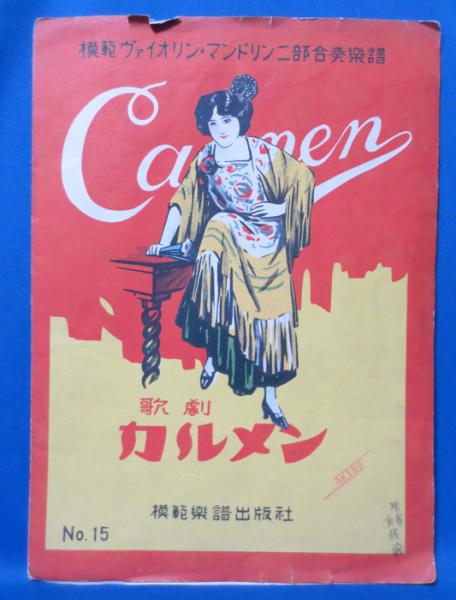 模範 ヴァイオリン・マンドリン二部合奏樂譜
Carmen
歌劇
カルメン
AKIRA
模範樂譜出版社
No. 15